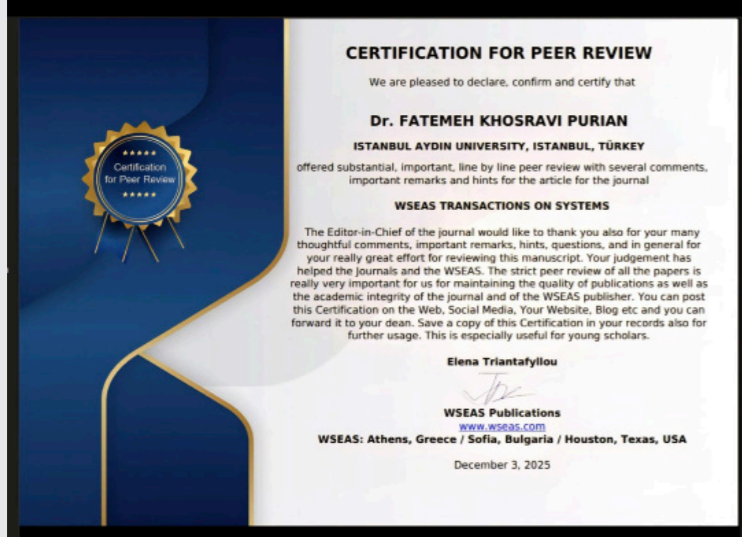 CERTIFICATION FOR PEER REVIEW
We are pleased to declare, confirm and certify that
Dr. FATEMEH KHOSRAVI PURIAN
ISTANBUL AYDIN UNIVERSITY, ISTANBUL, TÜRKEY
offered substantial, important, line by line peer review with several comments,
important remarks and hints for the article for the journal
WSEAS TRANSACTIONS ON SYSTEMS
The Editor-in-Chief of the journal would like to thank you also for your many
thoughtful comments, important remarks, hints, questions, and in general for
your really great effort for reviewing this manuscript. Your judgement has
helped the Journals and the WSEAS. The strict peer review of all the papers is
really very important for us for maintaining the quality of publications as well as
the academic integrity of the journal and of the WSEAS publisher. You can post
this Certification on the Web, Social Media, Your Website, Blog etc and you can
forward it to your dean. Save a copy of this Certification in your records also for
further usage. This is especially useful for young scholars.
Elena Triantafyllou
WSEAS Publications
www.wseas.com
WSEAS: Athens, Greece / Sofia, Bulgaria / Houston, Texas, USA
December 3, 2025
Certification
for Peer Review